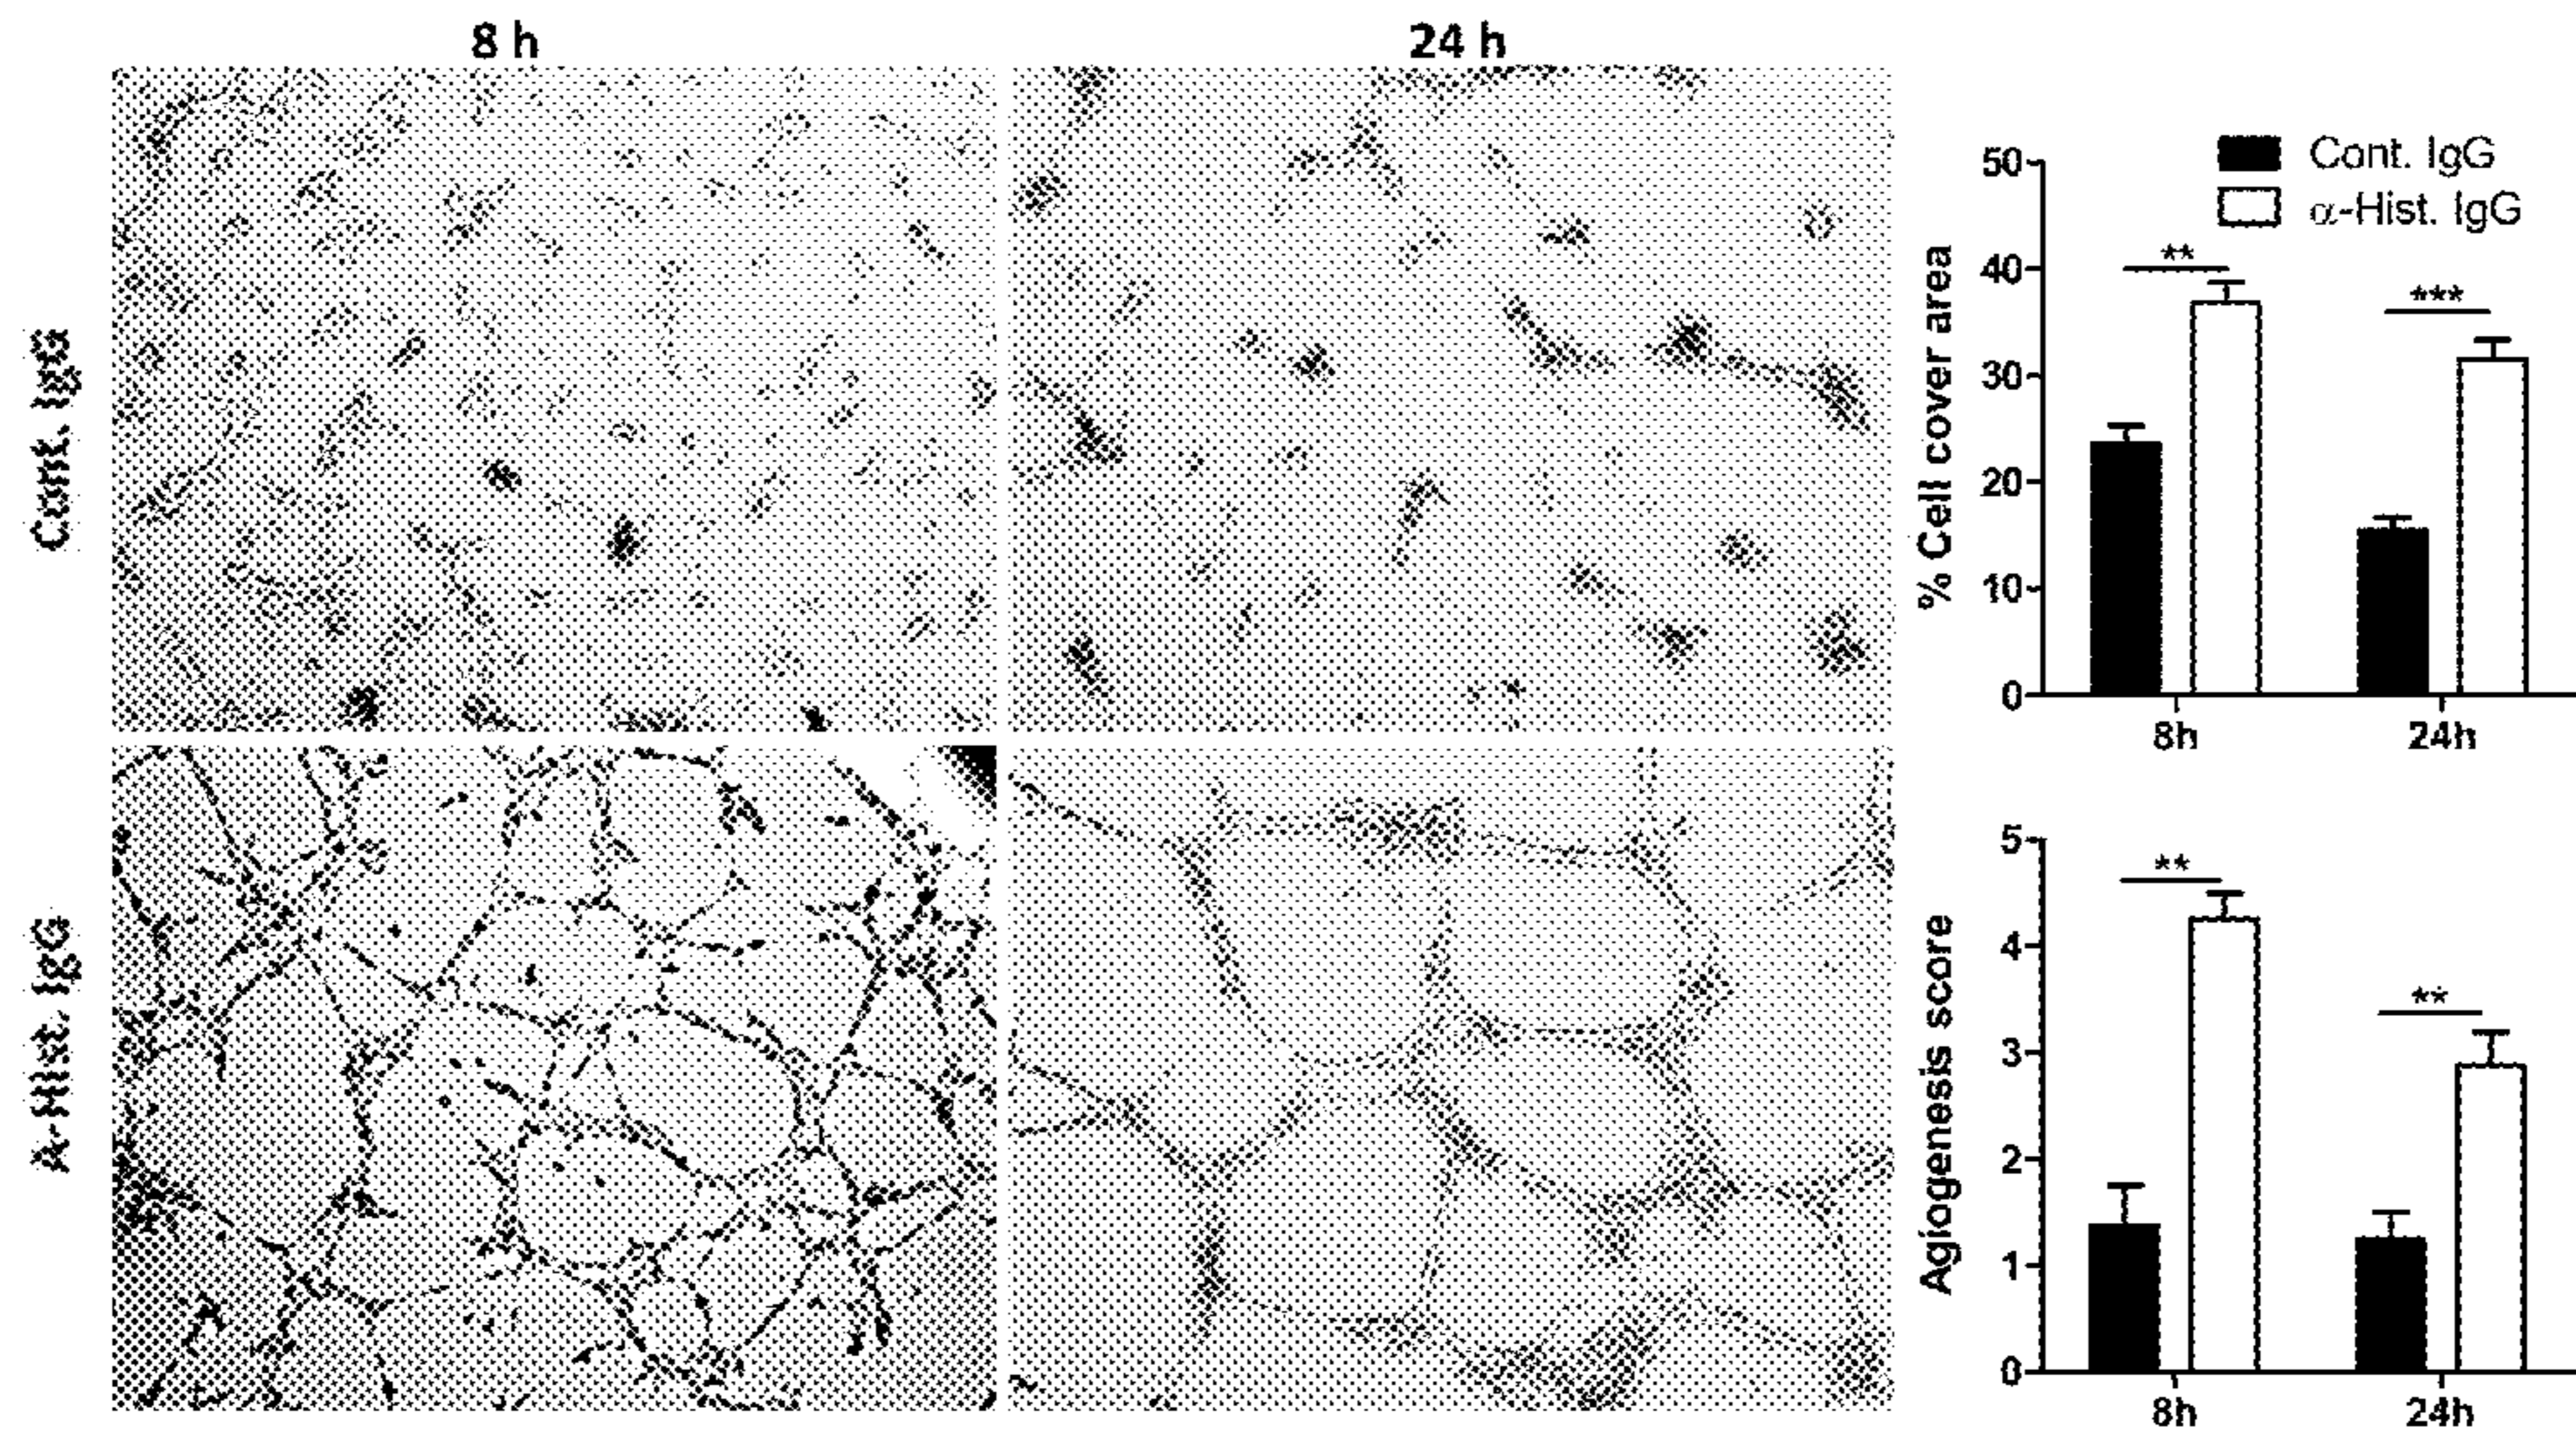 8 h
24 h
Cont. IgG
A-Hist. IgG
Cont. IgG
α-Hist. IgG
% Cell cover area
50
40
30
20
10
0
**
***
8h
24h
Agiogenesis score
5
4
3
2
1
0
**
**
8h
24h